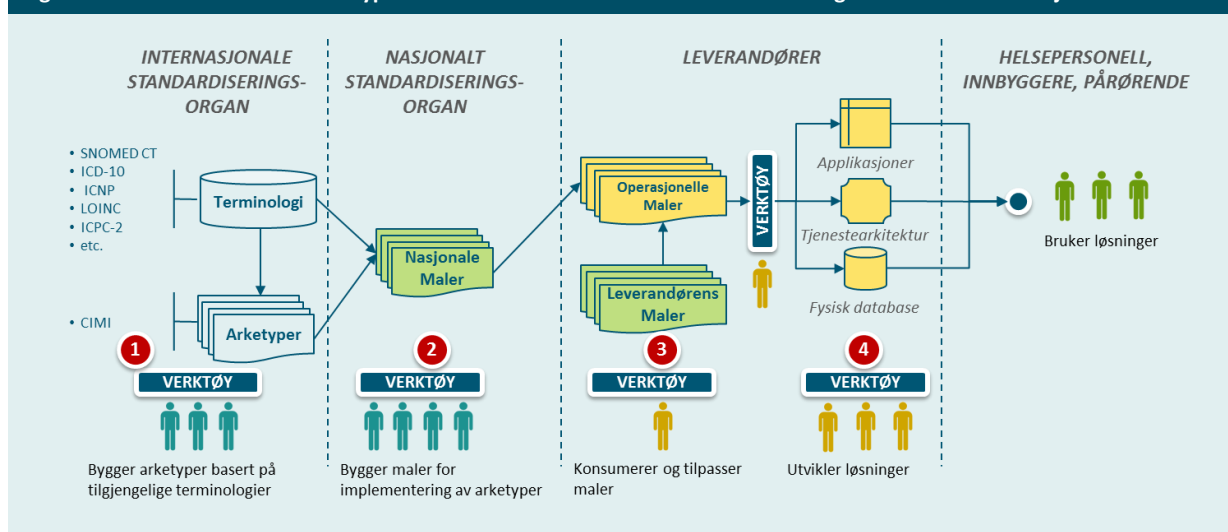 INTERNASJONALE
STANDARDISERINGS-
ORGAN
NASJONALT
STANDARDISERINGS-
ORGAN
LEVERANDØRER
HELSEPERSONELL,
INNBYGGERE, PÅRØRENDE
• SNOMED CT
• ICD-10
• ICNP
• LOINC
• ICPC-2
• etc.
Terminologi
• CIMI
Arketyper
1
VERKTØY
Bygger arketyper basert på
tilgjengelige terminologier
Nasjonale
Maler
2
VERKTØY
Bygger maler for
implementering av arketyper
Operasjonelle
Maler
Leverandørens
Maler
3
VERKTØY
Konsumerer og tilpasser
maler
VERKTØY
Applikasjoner
Tjenestearkitektur
Fysisk database
4
VERKTØY
Utvikler løsninger
Bruker løsninger